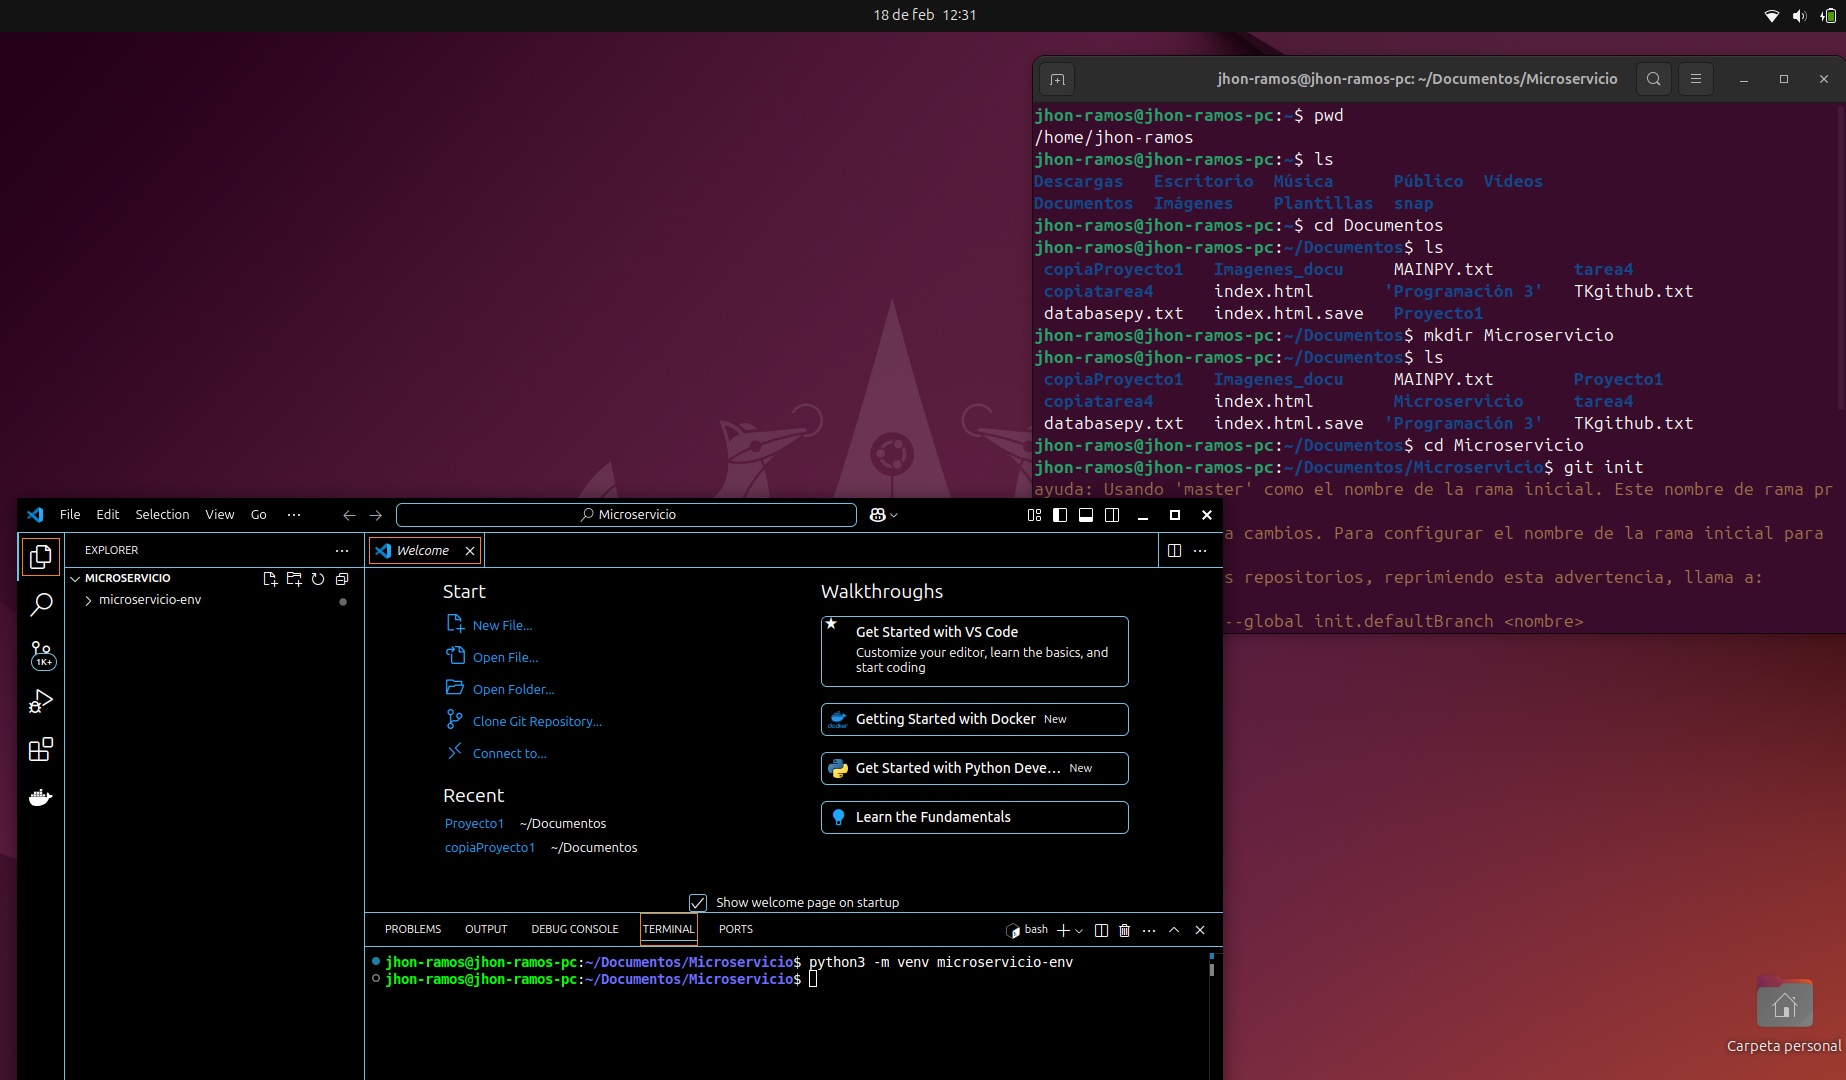 18 de feb 12:31
jhon-ramos@jhon-ramos-pc: ~/Documentos/Microservicio
jhon-ramos@jhon-ramos-pc:~$ pwd
/home/jhon-ramos
jhon-ramos@jhon-ramos-pc:~$ ls
Descargas Escritorio Música Público Vídeos
Documentos Imágenes Plantillas snap
jhon-ramos@jhon-ramos-pc:~$ cd Documentos
jhon-ramos@jhon-ramos-pc:~/Documentos$ ls
copiaProyecto1 Imagenes_docu MAINPY.txt tarea4
copiatarea4 index.html 'Programación 3' TKgithub.txt
databasepy.txt index.html.save Proyecto1
jhon-ramos@jhon-ramos-pc:~/Documentos$ mkdir Microservicio
jhon-ramos@jhon-ramos-pc:~/Documentos$ ls
copiaProyecto1 Imagenes_docu MAINPY.txt Proyecto1
copiatarea4 index.html Microservicio tarea4
databasepy.txt index.html.save 'Programación 3' TKgithub.txt
jhon-ramos@jhon-ramos-pc:~/Documentos$ cd Microservicio
jhon-ramos@jhon-ramos-pc:~/Documentos/Microservicio$ git init
ayuda: Usando 'master' como el nombre de la rama inicial. Este nombre de rama pr
a cambios. Para configurar el nombre de la rama inicial para
s repositorios, reprimiendo esta advertencia, llama a:
--global init.defaultBranch <nombre>
File Edit Selection View Go ··· Microservicio
EXPLORER
Welcome
MICROSERVICIO
microservicio-env
1K+
Start
New File...
Open File...
Open Folder...
Clone Git Repository...
Connect to...
Recent
Proyecto1 ~/Documentos
copiaProyecto1 ~/Documentos
Walkthroughs
Get Started with VS Code
Customize your editor, learn the basics, and
start coding
docker
Getting Started with Docker New
Get Started with Python Deve... New
Learn the Fundamentals
Show welcome page on startup
PROBLEMS OUTPUT DEBUG CONSOLE TERMINAL PORTS bash
jhon-ramos@jhon-ramos-pc:~/Documentos/Microservicio$ python3 -m venv microservicio-env
jhon-ramos@jhon-ramos-pc:~/Documentos/Microservicio$
Carpeta personal